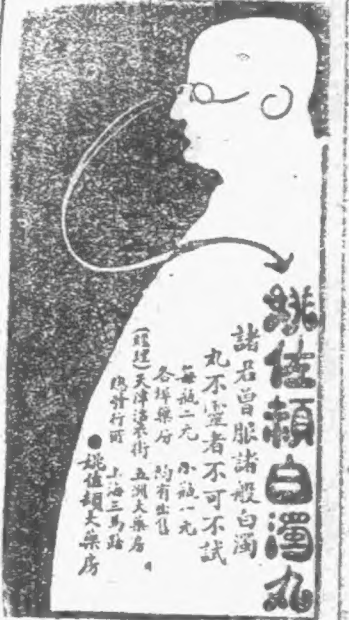 姚佐頓白濁丸
諸君曾服諸般白濁
丸不靈者不可不試
每瓶二元 小瓶一元
各埠藥房 均有出售
(經理)天津法界街 五洲大藥房
總發行所 上海三馬路
●姚佐頓大藥房